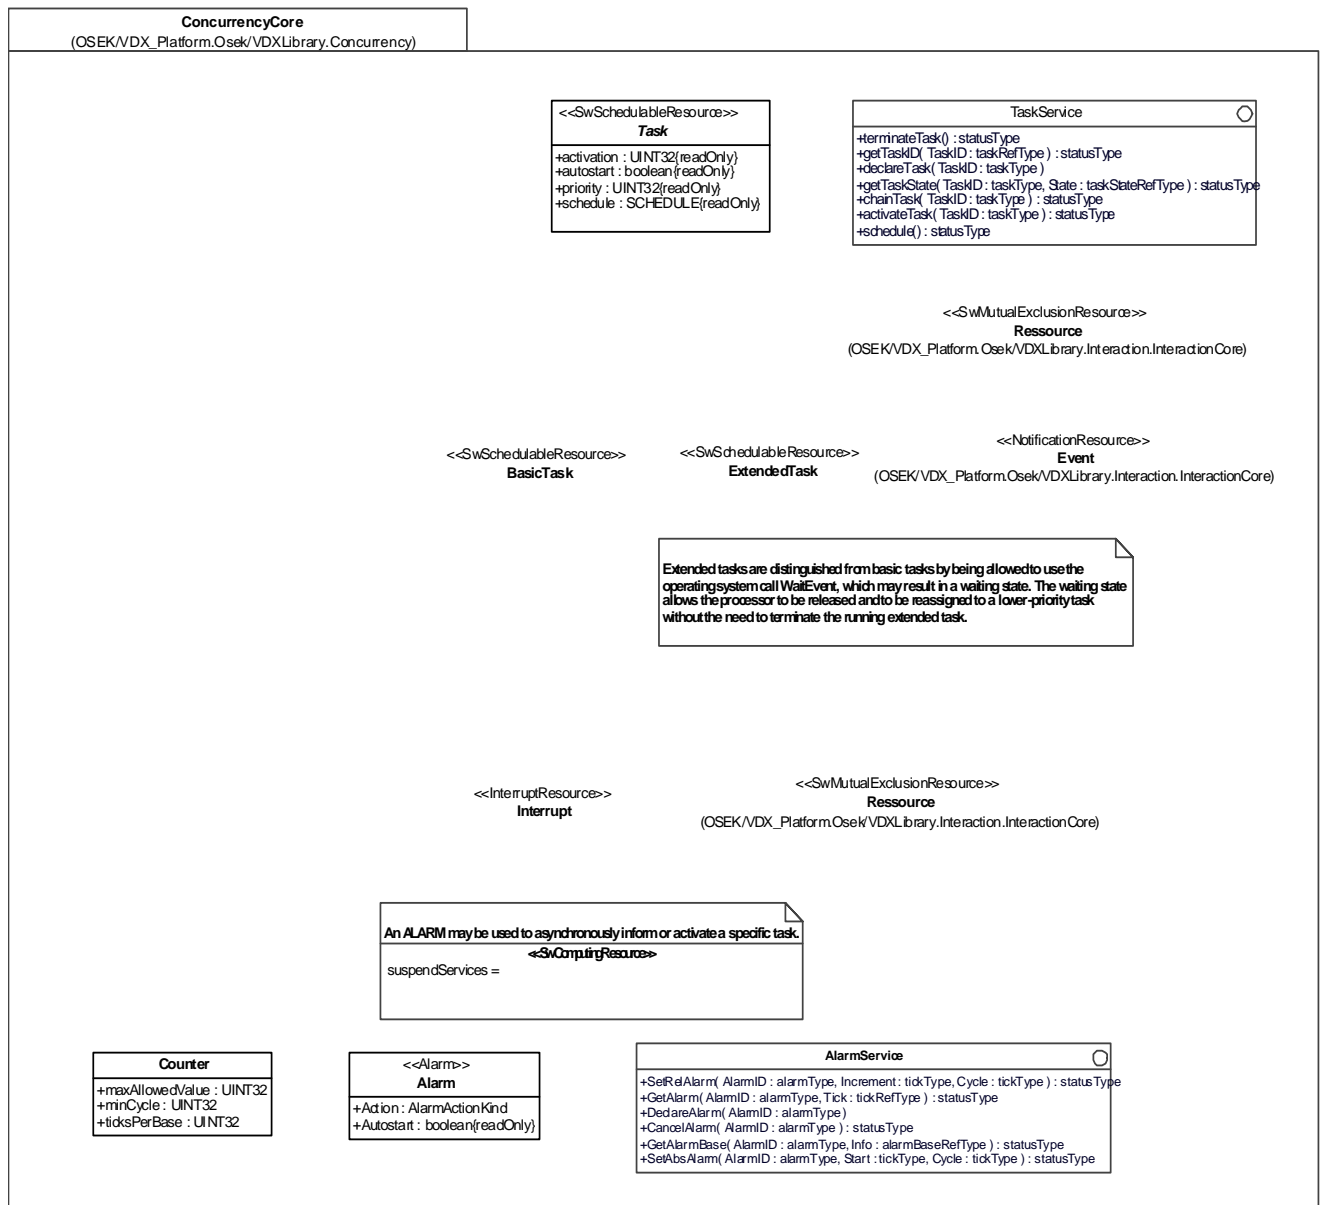 ConcurrencyCore
(OSEK/VDX_Platform.Osek/VDXLibrary.Concurrency)
<<SwSchedulableResource>>
Task
+activation : UINT32{readOnly}
+autostart : boolean{readOnly}
+priority : UINT32{readOnly}
+schedule : SCHEDULE{readOnly}
TaskService
+terminateTask() : statusType
+getTaskID( TaskID : taskRefType ) : statusType
+declareTask( TaskID : taskType )
+getTaskState( TaskID : taskType, State : taskStateRefType ) : statusType
+chainTask( TaskID : taskType ) : statusType
+activateTask( TaskID : taskType ) : statusType
+schedule() : statusType
<<SwMutualExclusionResource>>
Ressource
(OSEK/VDX_Platform.Osek/VDXLibrary.Interaction.InteractionCore)
<<SwSchedulableResource>>
BasicTask
<<SwSchedulableResource>>
ExtendedTask
<<NotificationResource>>
Event
(OSEK/VDX_Platform.Osek/VDXLibrary.Interaction.InteractionCore)
Extended tasks are distinguished from basic tasks by being allowed to use the
operating system call WaitEvent, which may result in a waiting state. The waiting state
allows the processor to be released and to be reassigned to a lower-priority task
without the need to terminate the running extended task.
<<InterruptResource>>
Interrupt
<<SwMutualExclusionResource>>
Ressource
(OSEK/VDX_Platform.Osek/VDXLibrary.Interaction.InteractionCore)
An ALARM may be used to asynchronously inform or activate a specific task.
<<SwComputingResource>>
suspendServices =
Counter
+maxAllowedValue : UINT32
+minCycle : UINT32
+ticksPerBase : UINT32
<<Alarm>>
Alarm
+Action : AlarmActionKind
+Autostart : boolean{readOnly}
AlarmService
+SetRelAlarm( AlarmID : alarmType, Increment : tickType, Cycle : tickType ) : statusType
+GetAlarm( AlarmID : alarmType, Tick : tickRefType ) : statusType
+DeclareAlarm( AlarmID : alarmType )
+CancelAlarm( AlarmID : alarmType ) : statusType
+GetAlarmBase( AlarmID : alarmType, Info : alarmBaseRefType ) : statusType
+SetAbsAlarm( AlarmID : alarmType, Start : tickType, Cycle : tickType ) : statusType